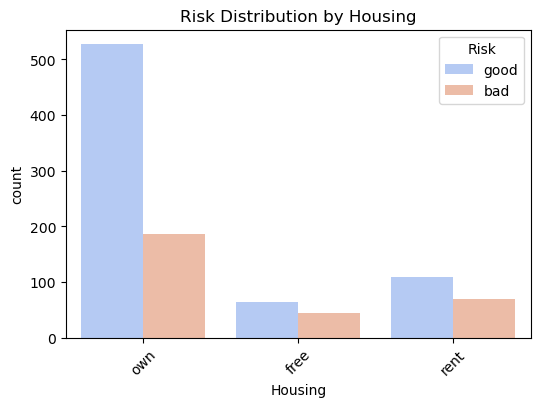 Risk Distribution by Housing
Risk
good
bad
count
500
400
300
200
100
0
own
free
rent
Housing